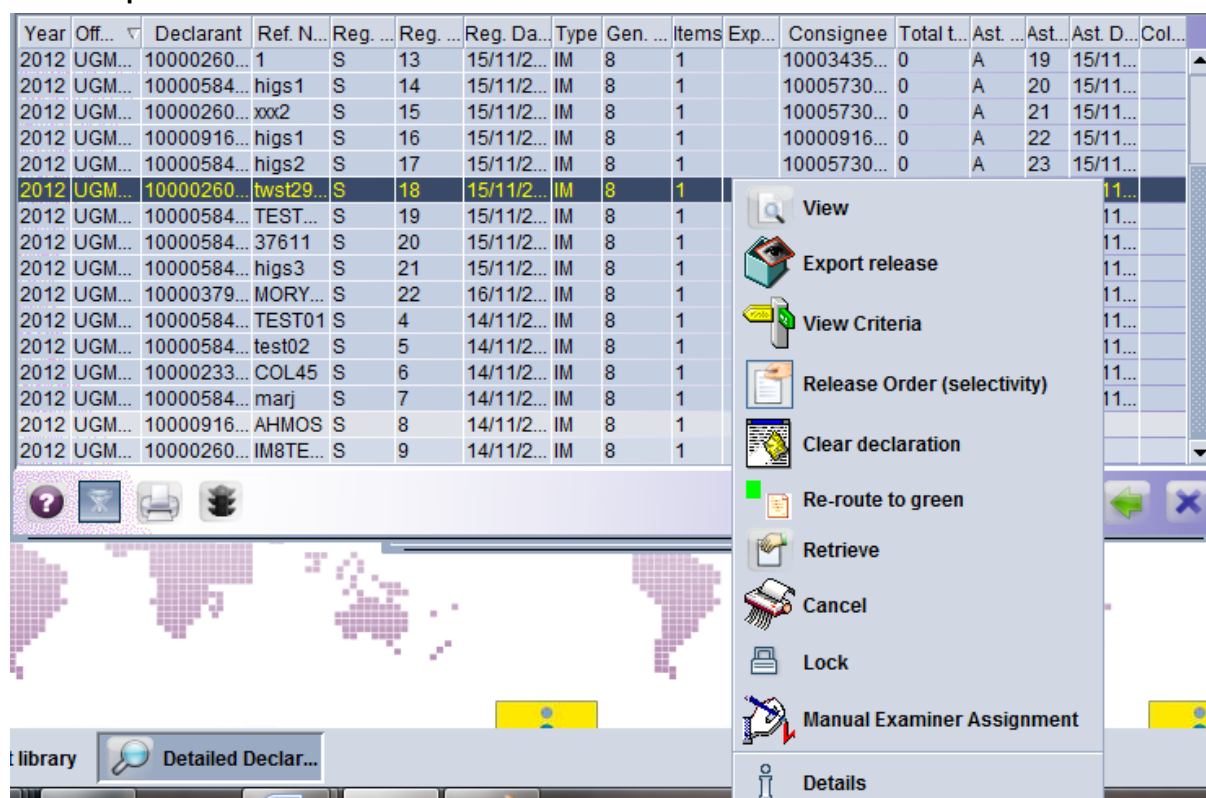 Year Off... Declarant Ref. N... Reg. ... Reg. ... Reg. Da... Type Gen. ... Items Exp... Consignee Total t... Ast. ... Ast... Ast. D... Col...
2012 UGM... 10000260... 1 S 13 15/11/2... IM 8 1 10003435... 0 A 19 15/11...
2012 UGM... 10000584... higs1 S 14 15/11/2... IM 8 1 10005730... 0 A 20 15/11...
2012 UGM... 10000260... xxx2 S 15 15/11/2... IM 8 1 10005730... 0 A 21 15/11...
2012 UGM... 10000916... higs1 S 16 15/11/2... IM 8 1 10000916... 0 A 22 15/11...
2012 UGM... 10000584... higs2 S 17 15/11/2... IM 8 1 10005730... 0 A 23 15/11...
2012 UGM... 10000260... twst29... S 18 15/11/2... IM 8 1 11...
2012 UGM... 10000584... TEST... S 19 15/11/2... IM 8 1 11...
2012 UGM... 10000584... 37611 S 20 15/11/2... IM 8 1 11...
2012 UGM... 10000584... higs3 S 21 15/11/2... IM 8 1 11...
2012 UGM... 10000379... MORY... S 22 16/11/2... IM 8 1 11...
2012 UGM... 10000584... TEST01 S 4 14/11/2... IM 8 1 11...
2012 UGM... 10000584... test02 S 5 14/11/2... IM 8 1 11...
2012 UGM... 10000233... COL45 S 6 14/11/2... IM 8 1 11...
2012 UGM... 10000584... marj S 7 14/11/2... IM 8 1 11...
2012 UGM... 10000916... AHMOS S 8 14/11/2... IM 8 1
2012 UGM... 10000260... IM8TE... S 9 14/11/2... IM 8 1
View
Export release
View Criteria
Release Order (selectivity)
Clear declaration
Re-route to green
Retrieve
Cancel
Lock
Manual Examiner Assignment
Details
library
Detailed Declar...